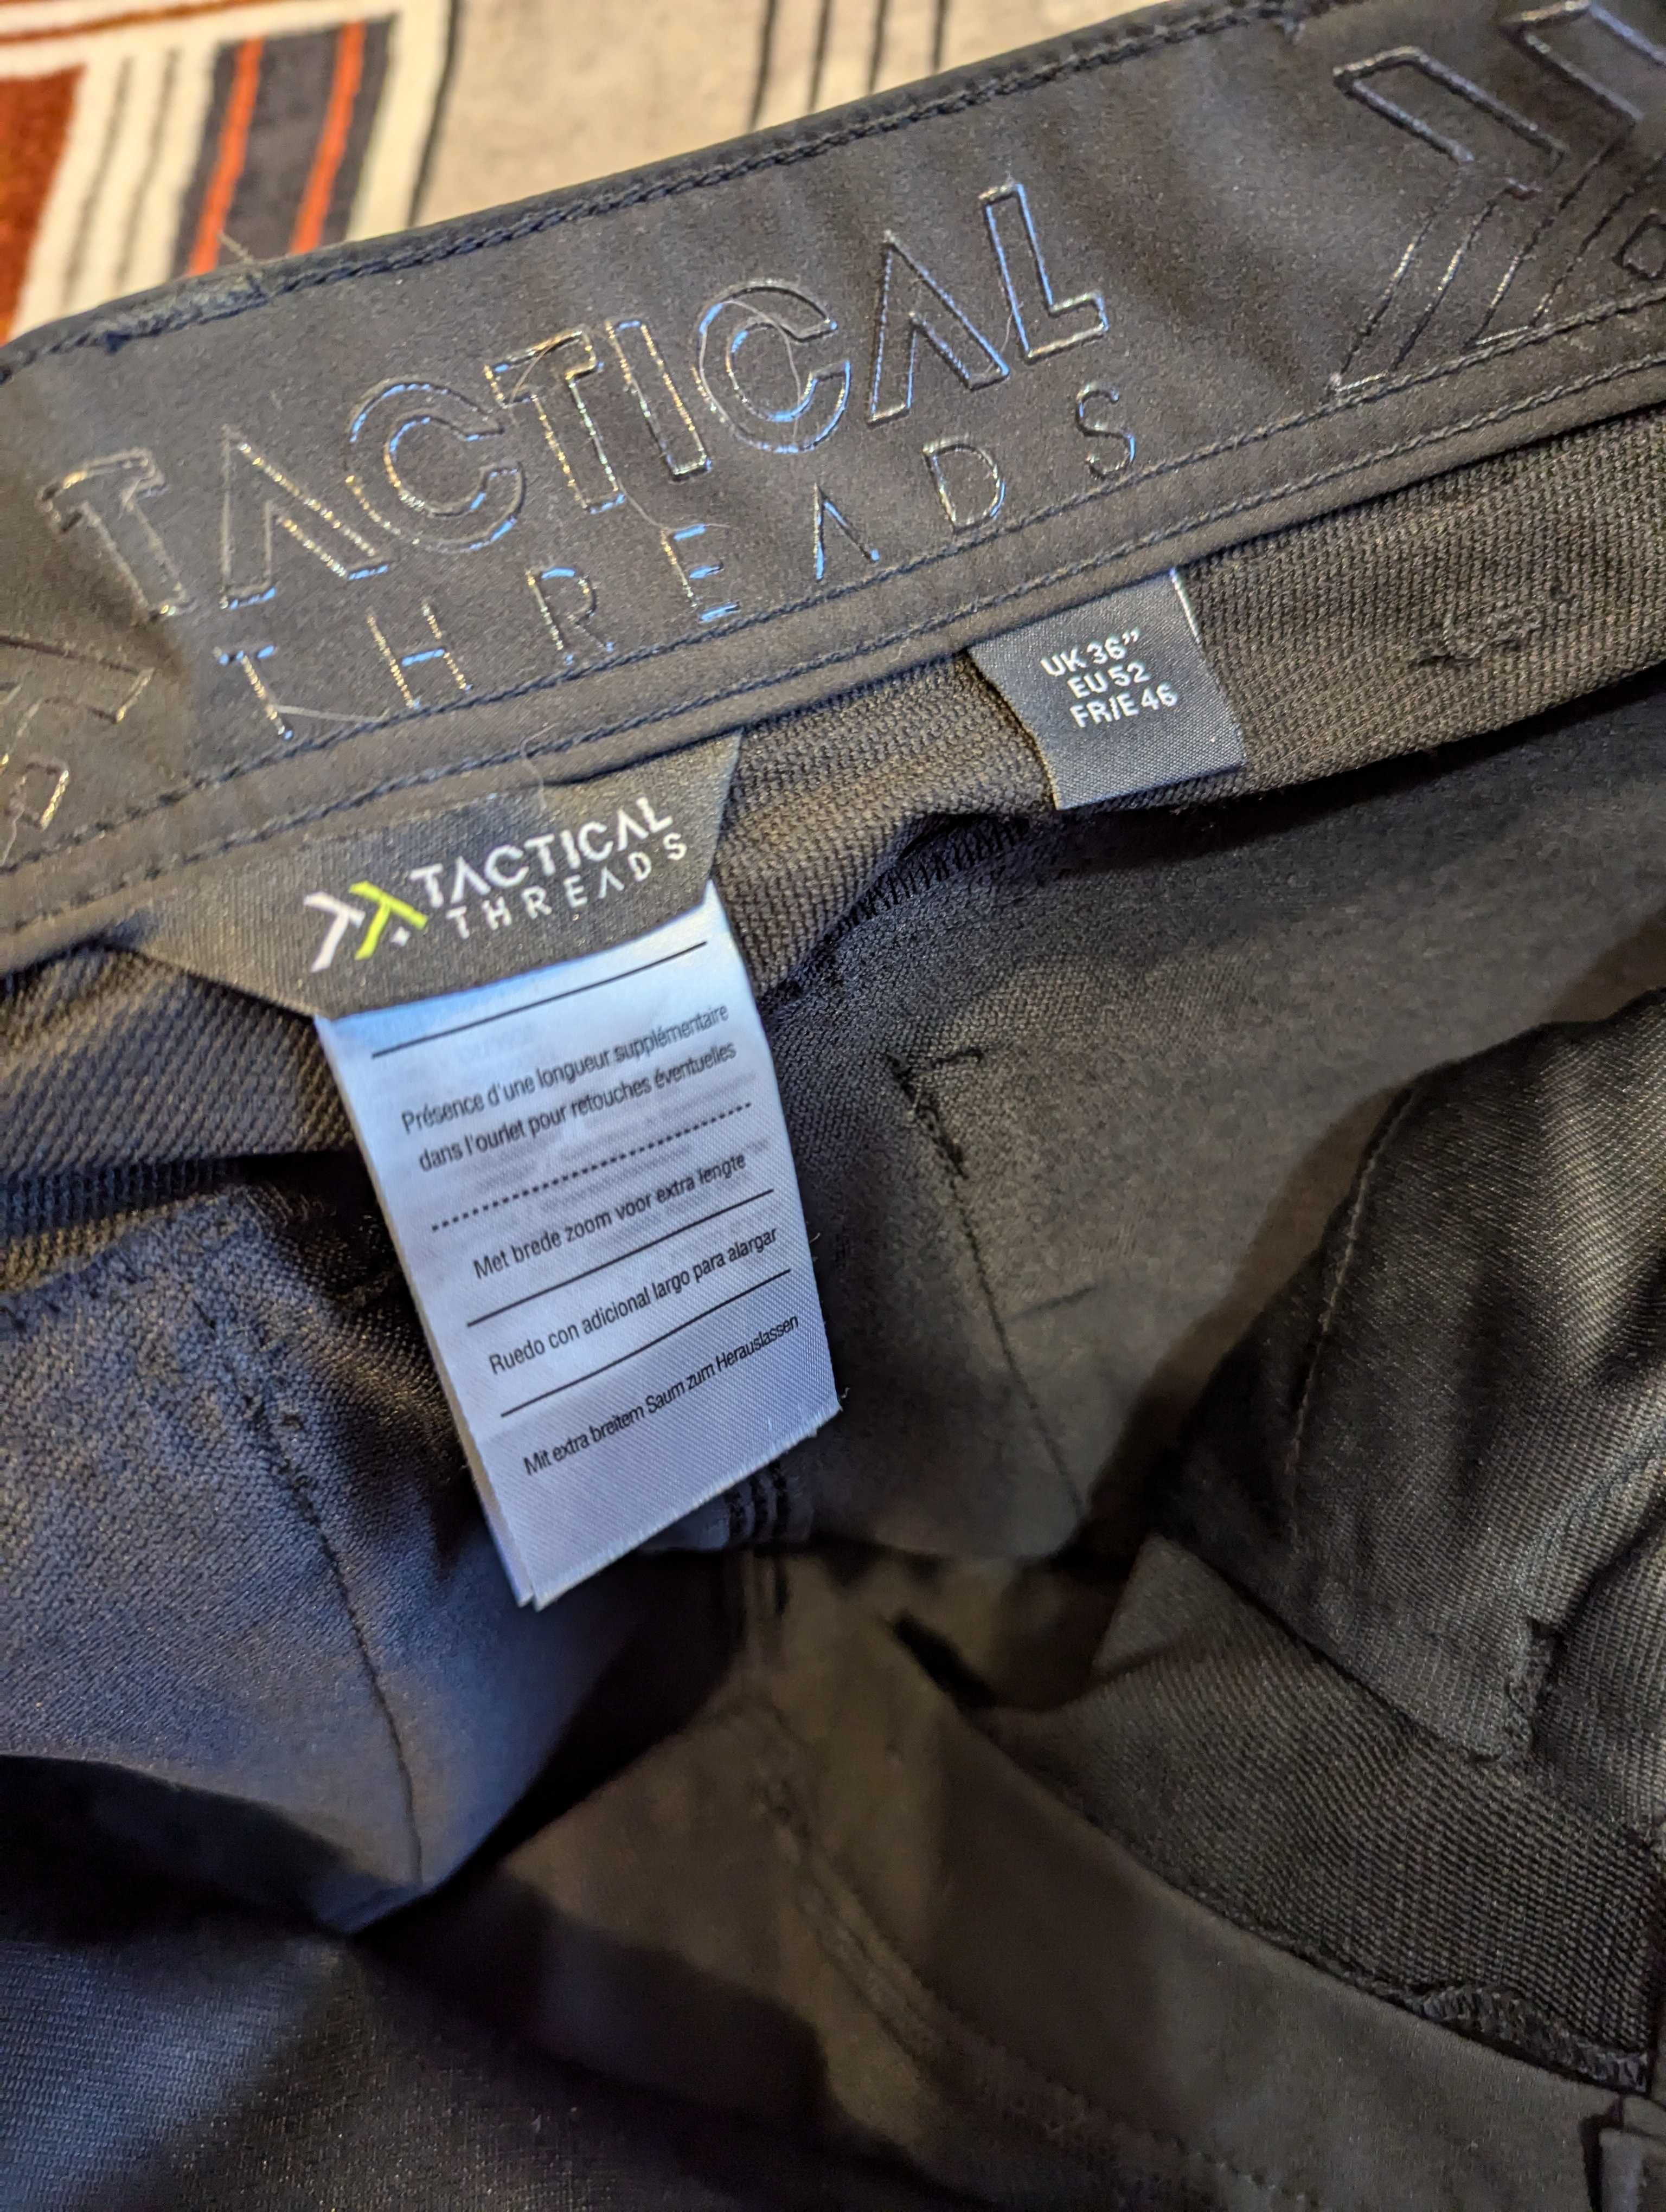 TACTICAL
THREADS
UK 36”
EU 52
FR/E 46
TACTICAL
THREADS
Présence d'une longueur supplémentaire
dans l'ourlet pour retouches éventuelles
Met brede zoom voor extra lengte
Ruedo con adicional largo para alargar
Mit extra breitem Saum zum Herauslassen